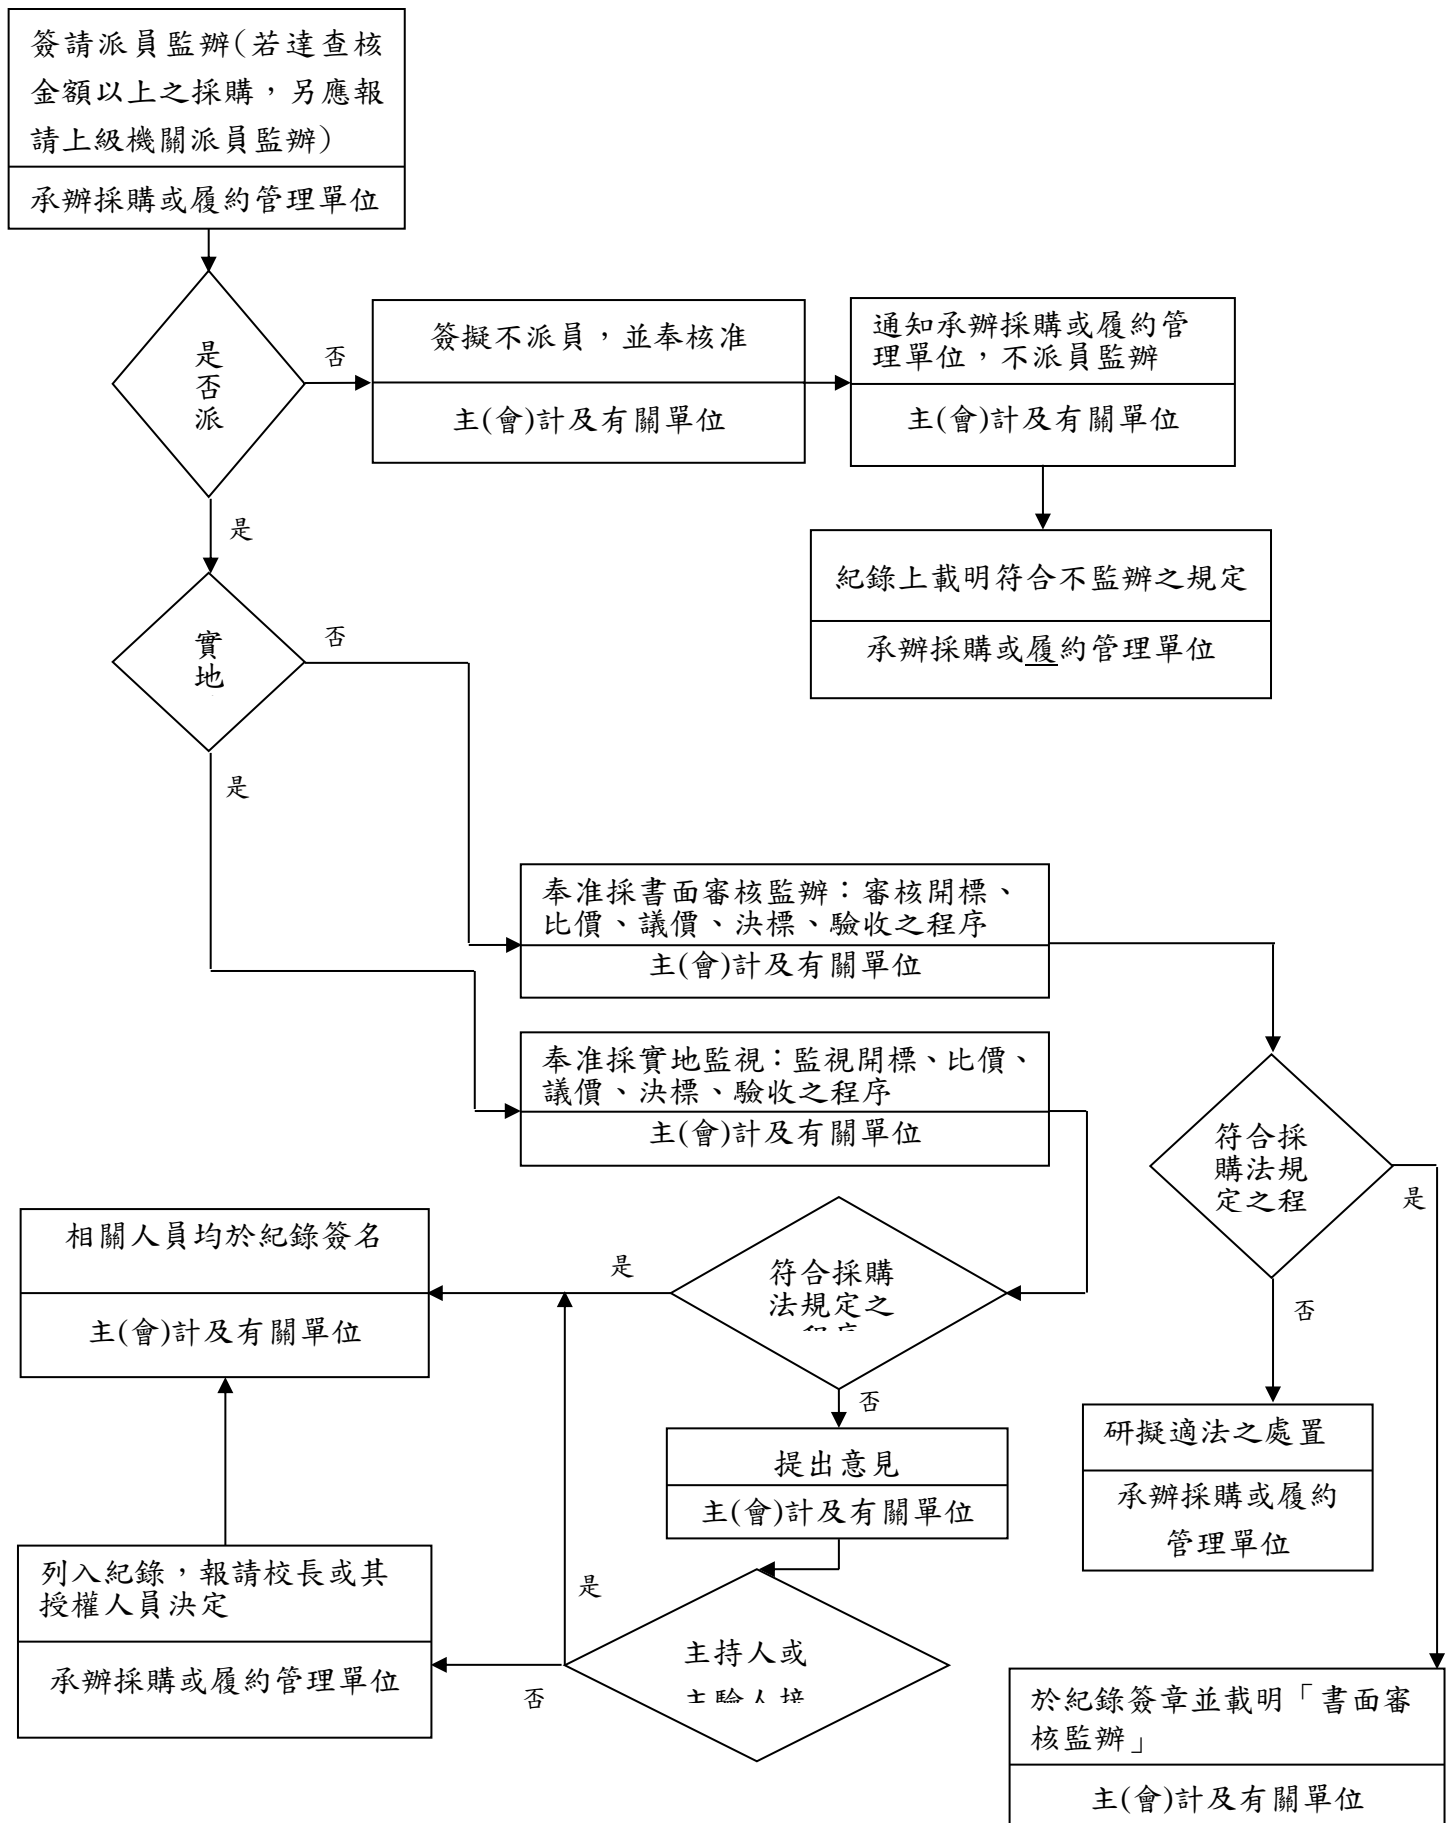 簽請派員監辦(若達查核
金額以上之採購，另應報
請上級機關派員監辦)
承辦採購或履約管理單位
是
否
派
否
簽擬不派員，並奉核准
主(會)計及有關單位
通知承辦採購或履約管
理單位，不派員監辦
主(會)計及有關單位
是
紀錄上載明符合不監辦之規定
承辦採購或履約管理單位
實
地
否
是
奉准採書面審核監辦：審核開標、
比價、議價、決標、驗收之程序
主(會)計及有關單位
奉准採實地監視：監視開標、比價、
議價、決標、驗收之程序
主(會)計及有關單位
符合採
購法規
定之程
是
否
相關人員均於紀錄簽名
主(會)計及有關單位
是
符合採購
法規定之
程序
否
提出意見
主(會)計及有關單位
研擬適法之處置
承辦採購或履約
管理單位
列入紀錄，報請校長或其
授權人員決定
承辦採購或履約管理單位
是
否
主持人或
主驗人接
於紀錄簽章並載明「書面審
核監辦」
主(會)計及有關單位